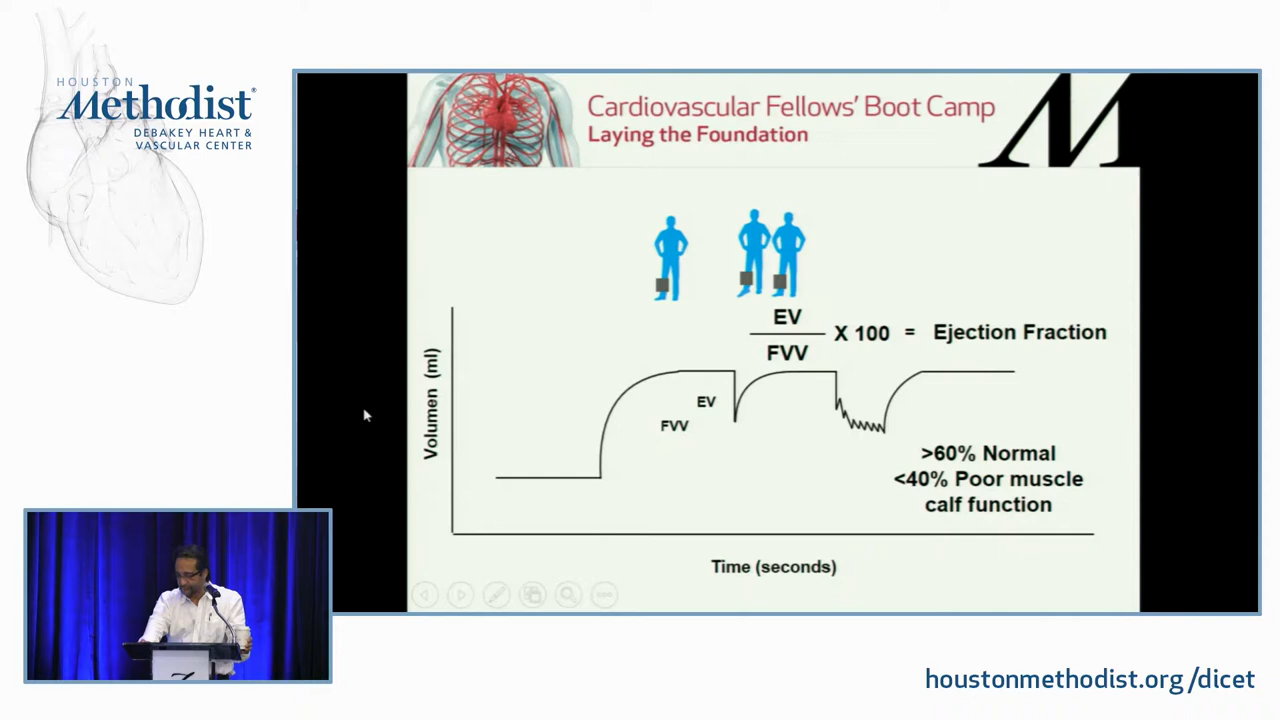 HOUSTON
Methodist
DEBAKEY HEART &
VASCULAR CENTER
Cardiovascular Fellows' Boot Camp
Laying the Foundation
M
EV
FVV
X 100 = Ejection Fraction
Volumen (ml)
EV
FVV
>60% Normal
<40% Poor muscle
calf function
Time (seconds)
houstonmethodist.org/dicet